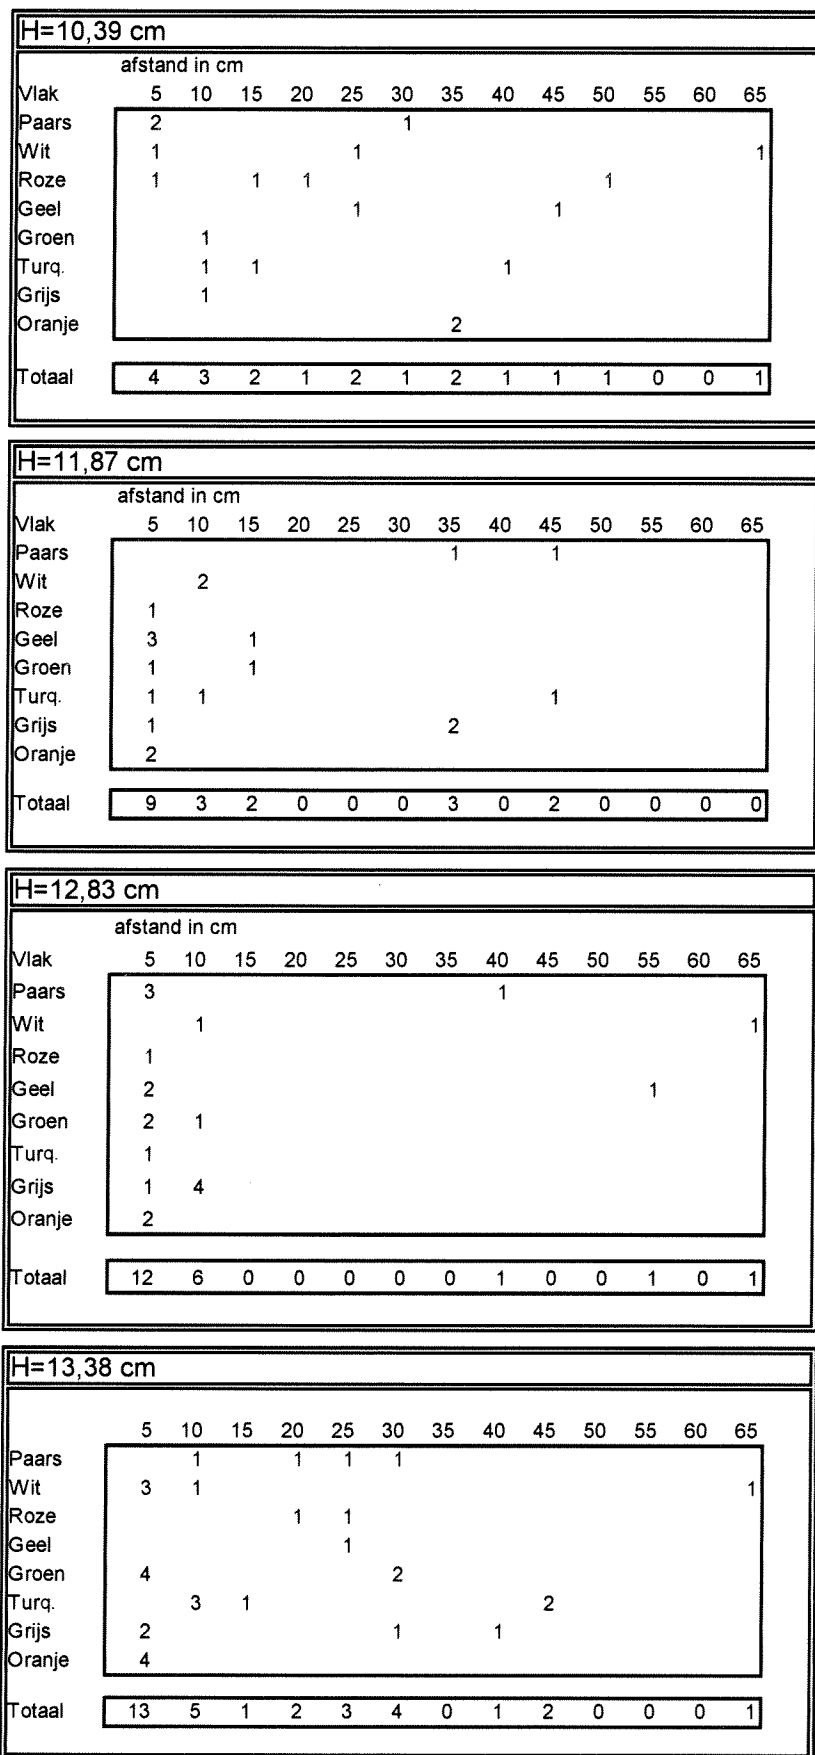 H=10,39 cm
afstand in cm
Vlak 5 10 15 20 25 30 35 40 45 50 55 60 65
Paars 2 1
Wit 1 1 1
Roze 1 1 1 1
Geel 1 1
Groen 1
Turq. 1 1 1
Grijs 1
Oranje 2
Totaal 4 3 2 1 2 1 2 1 1 1 0 0 1
H=11,87 cm
afstand in cm
Vlak 5 10 15 20 25 30 35 40 45 50 55 60 65
Paars 1 1
Wit 2
Roze 1
Geel 3 1
Groen 1 1
Turq. 1 1 1
Grijs 1 2
Oranje 2
Totaal 9 3 2 0 0 0 3 0 2 0 0 0 0
H=12,83 cm
afstand in cm
Vlak 5 10 15 20 25 30 35 40 45 50 55 60 65
Paars 3 1
Wit 1 1
Roze 1
Geel 2 1
Groen 2 1
Turq. 1
Grijs 1 4
Oranje 2
Totaal 12 6 0 0 0 0 0 1 0 0 1 0 1
H=13,38 cm
5 10 15 20 25 30 35 40 45 50 55 60 65
Paars 1 1 1 1
Wit 3 1 1
Roze 1 1
Geel 1
Groen 4 2
Turq. 3 1 2
Grijs 2 1 1
Oranje 4
Totaal 13 5 1 2 3 4 0 1 2 0 0 0 1